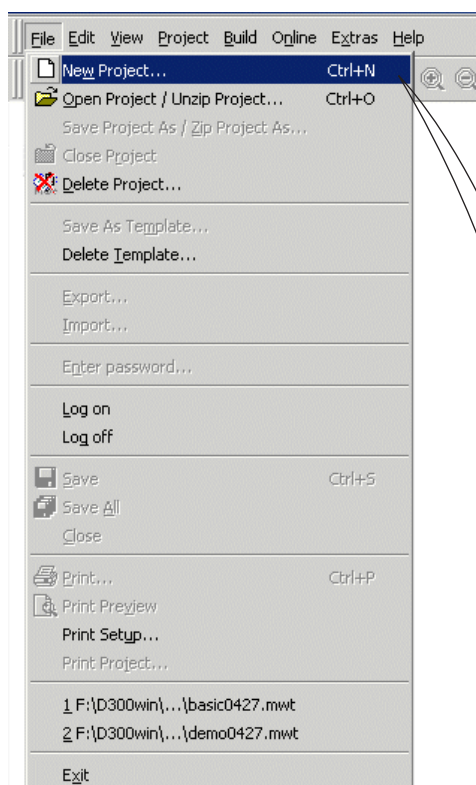 File Edit View Project Build Online Extras Help
New Project... Ctrl+N
Open Project / Unzip Project... Ctrl+O
Save Project As / Zip Project As...
Close Project
Delete Project...
Save As Template...
Delete Template...
Export...
Import...
Enter password...
Log on
Log off
Save Ctrl+S
Save All
Close
Print... Ctrl+P
Print Preview
Print Setup...
Print Project...
1 F:\D300win\...\basic0427.mwt
2 F:\D300win\...\demo0427.mwt
Exit